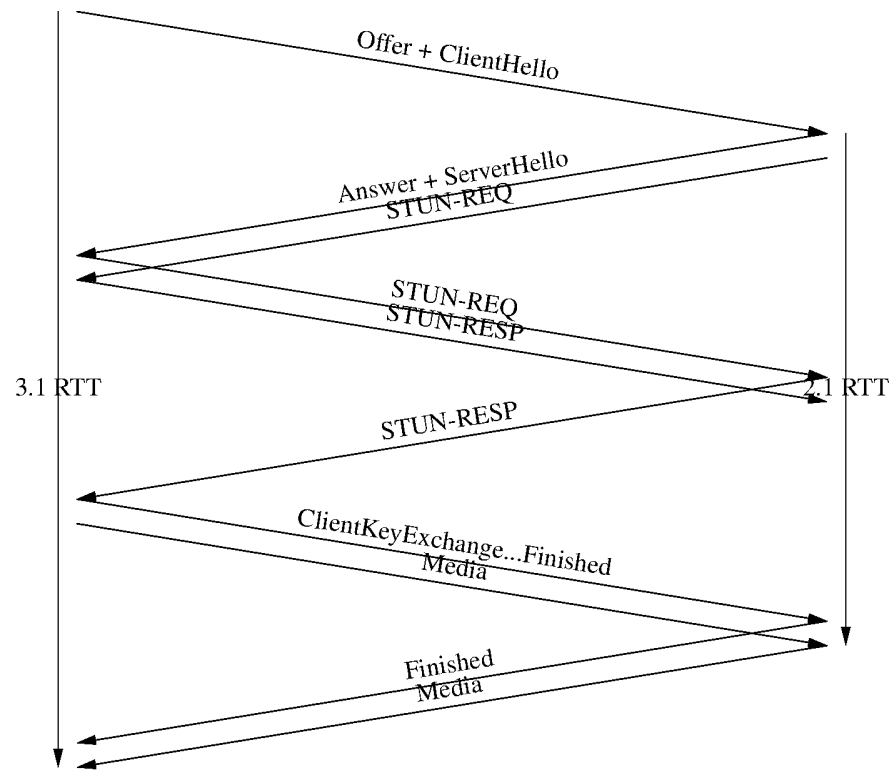 Offer + ClientHello
Answer + ServerHello
STUN-REQ
STUN-REQ
STUN-RESP
3.1 RTT
2.1 RTT
STUN-RESP
ClientKeyExchange...Finished
Media
Finished
Media